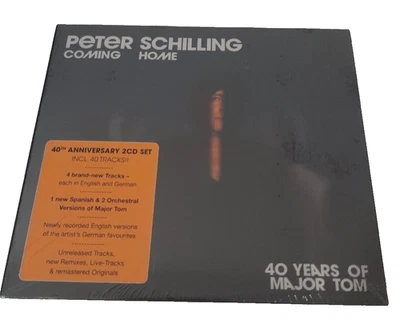 PETER SCHILLING
COMING HOME
40TH ANNIVERSARY 2CD SET
INCL. 40 TRACKS!!
4 brand-new Tracks –
each in English and German
1 new Spanish & 2 Orchestral
Versions of Major Tom
Newly recorded English versions
of the artist's German favourites
Unreleased Tracks,
new Remixes, Live-Tracks
& remastered Originals
40 YEARS OF
MAJOR TOM